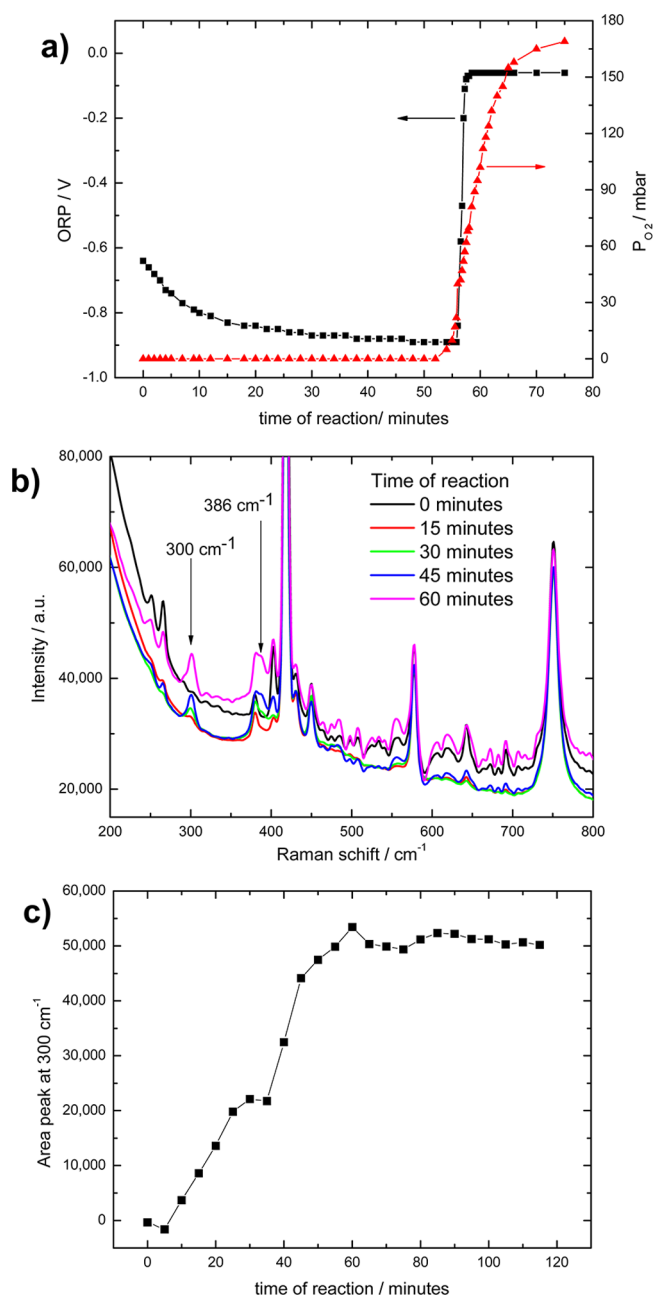 a)
0.0
-0.2
-0.4
-0.6
-0.8
-1.0
ORP / V
180
150
120
90
60
30
0
P O 2 / mbar
0 10 20 30 40 50 60 70 80
time of reaction/ minutes
b)
80,000
60,000
40,000
20,000
Intensity / a.u.
386 cm-1
300 cm-1
Time of reaction
0 minutes
15 minutes
30 minutes
45 minutes
60 minutes
200 300 400 500 600 700 800
Raman schift / cm-1
c)
60,000
50,000
40,000
30,000
20,000
10,000
0
Area peak at 300 cm-1
0 20 40 60 80 100 120
time of reaction / minutes